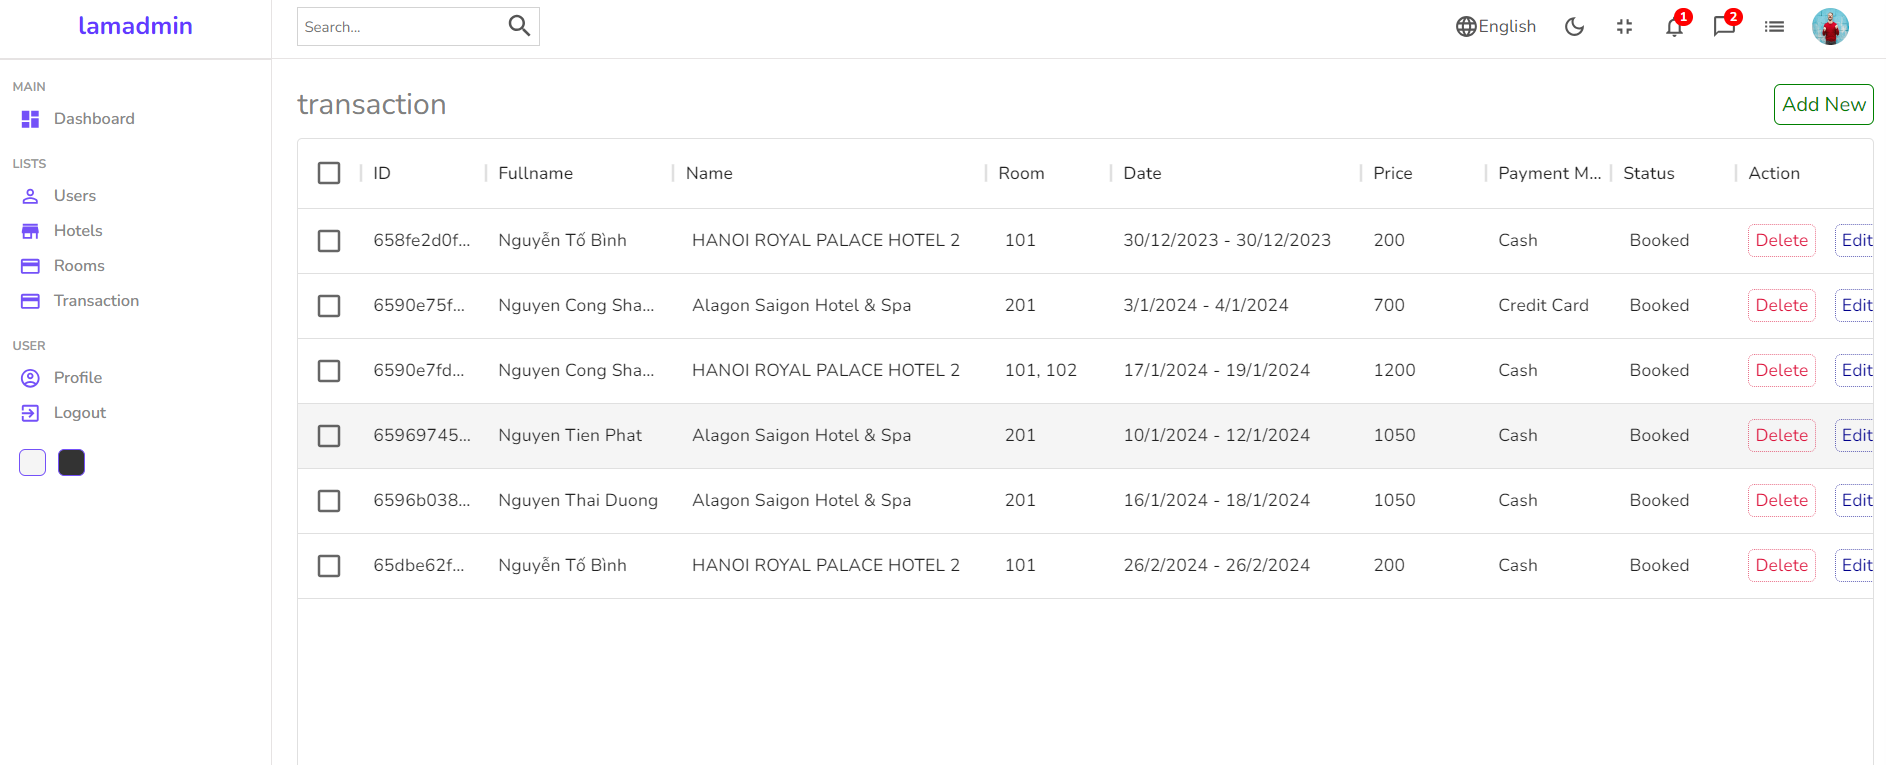 lamadmin
Search...
English
1
2
MAIN
Dashboard
LISTS
Users
Hotels
Rooms
Transaction
USER
Profile
Logout
transaction
Add New
ID Fullname Name Room Date Price Payment M... Status Action
658fe2d0f... Nguyễn Tố Bình HANOI ROYAL PALACE HOTEL 2 101 30/12/2023 - 30/12/2023 200 Cash Booked Delete Edit
6590e75f... Nguyen Cong Sha... Alagon Saigon Hotel & Spa 201 3/1/2024 - 4/1/2024 700 Credit Card Booked Delete Edit
6590e7fd... Nguyen Cong Sha... HANOI ROYAL PALACE HOTEL 2 101, 102 17/1/2024 - 19/1/2024 1200 Cash Booked Delete Edit
65969745... Nguyen Tien Phat Alagon Saigon Hotel & Spa 201 10/1/2024 - 12/1/2024 1050 Cash Booked Delete Edit
6596b038... Nguyen Thai Duong Alagon Saigon Hotel & Spa 201 16/1/2024 - 18/1/2024 1050 Cash Booked Delete Edit
65dbe62f... Nguyễn Tố Bình HANOI ROYAL PALACE HOTEL 2 101 26/2/2024 - 26/2/2024 200 Cash Booked Delete Edit